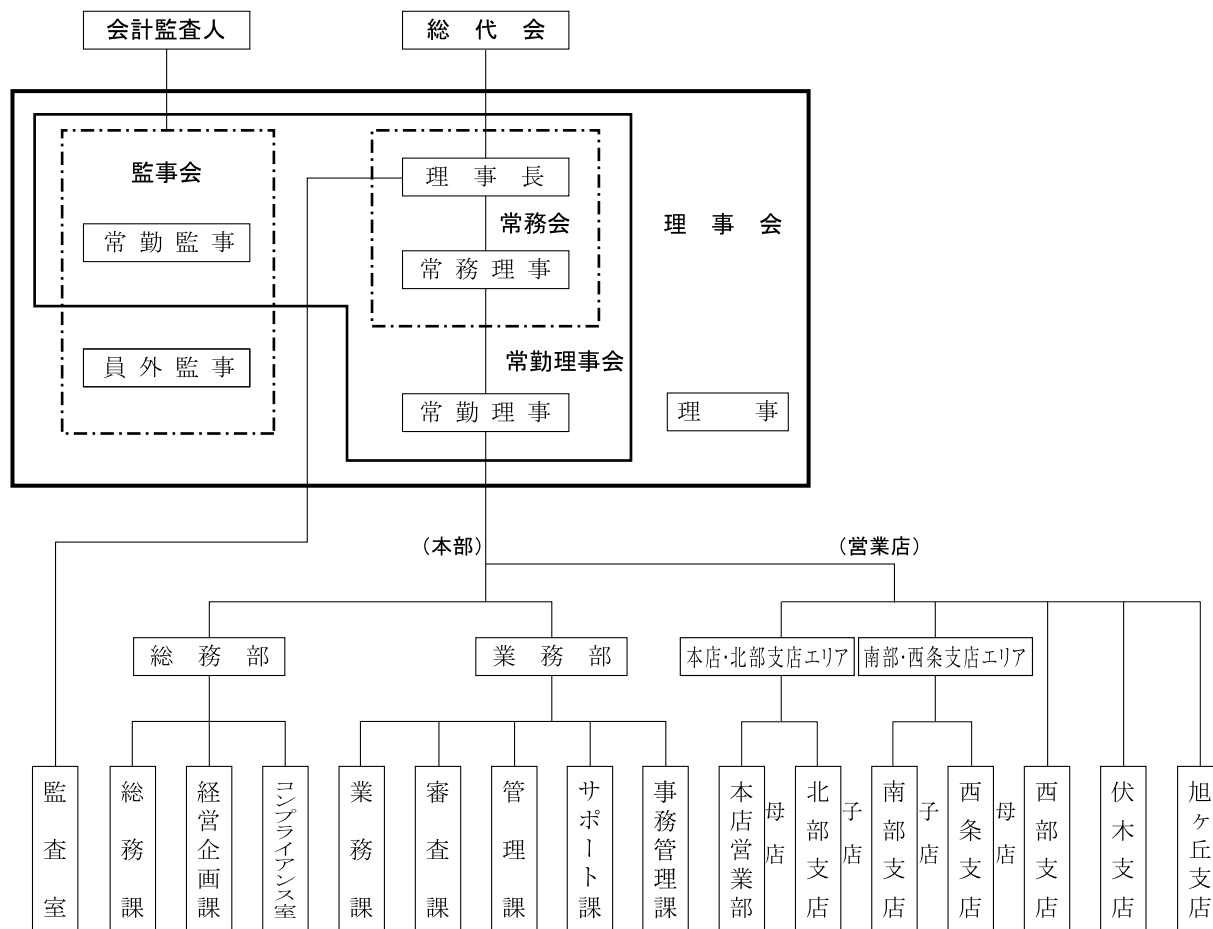 会計監査人
総代会
監事会
理事長
常務会
理事会
常勤監事
常務理事
員外監事
常勤理事会
常勤理事
理事
（本部）
（営業店）
総務部
業務部
本店・北部支店エリア
南部・西条支店エリア
監査室
総務課
経営企画課
コンプライアンス室
業務課
審査課
管理課
サポート課
事務管理課
本店営業部
母店
北部支店
子店
南部支店
子店
西条支店
母店
西部支店
伏木支店
旭ヶ丘支店